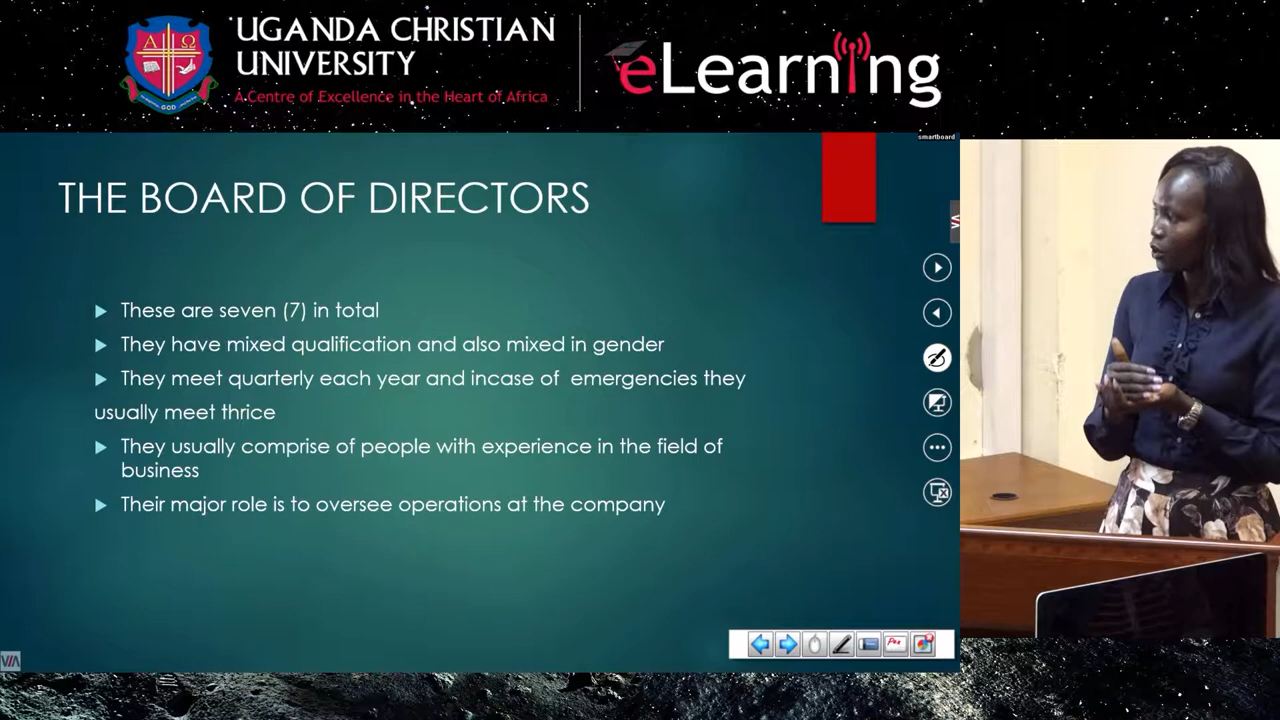 UGANDA CHRISTIAN
UNIVERSITY
A Centre of Excellence in the Heart of Africa
eLearning
smartboard
THE BOARD OF DIRECTORS
These are seven (7) in total
They have mixed qualification and also mixed in gender
They meet quarterly each year and incase of emergencies they
usually meet thrice
They usually comprise of people with experience in the field of
business
Their major role is to oversee operations at the company
VIA